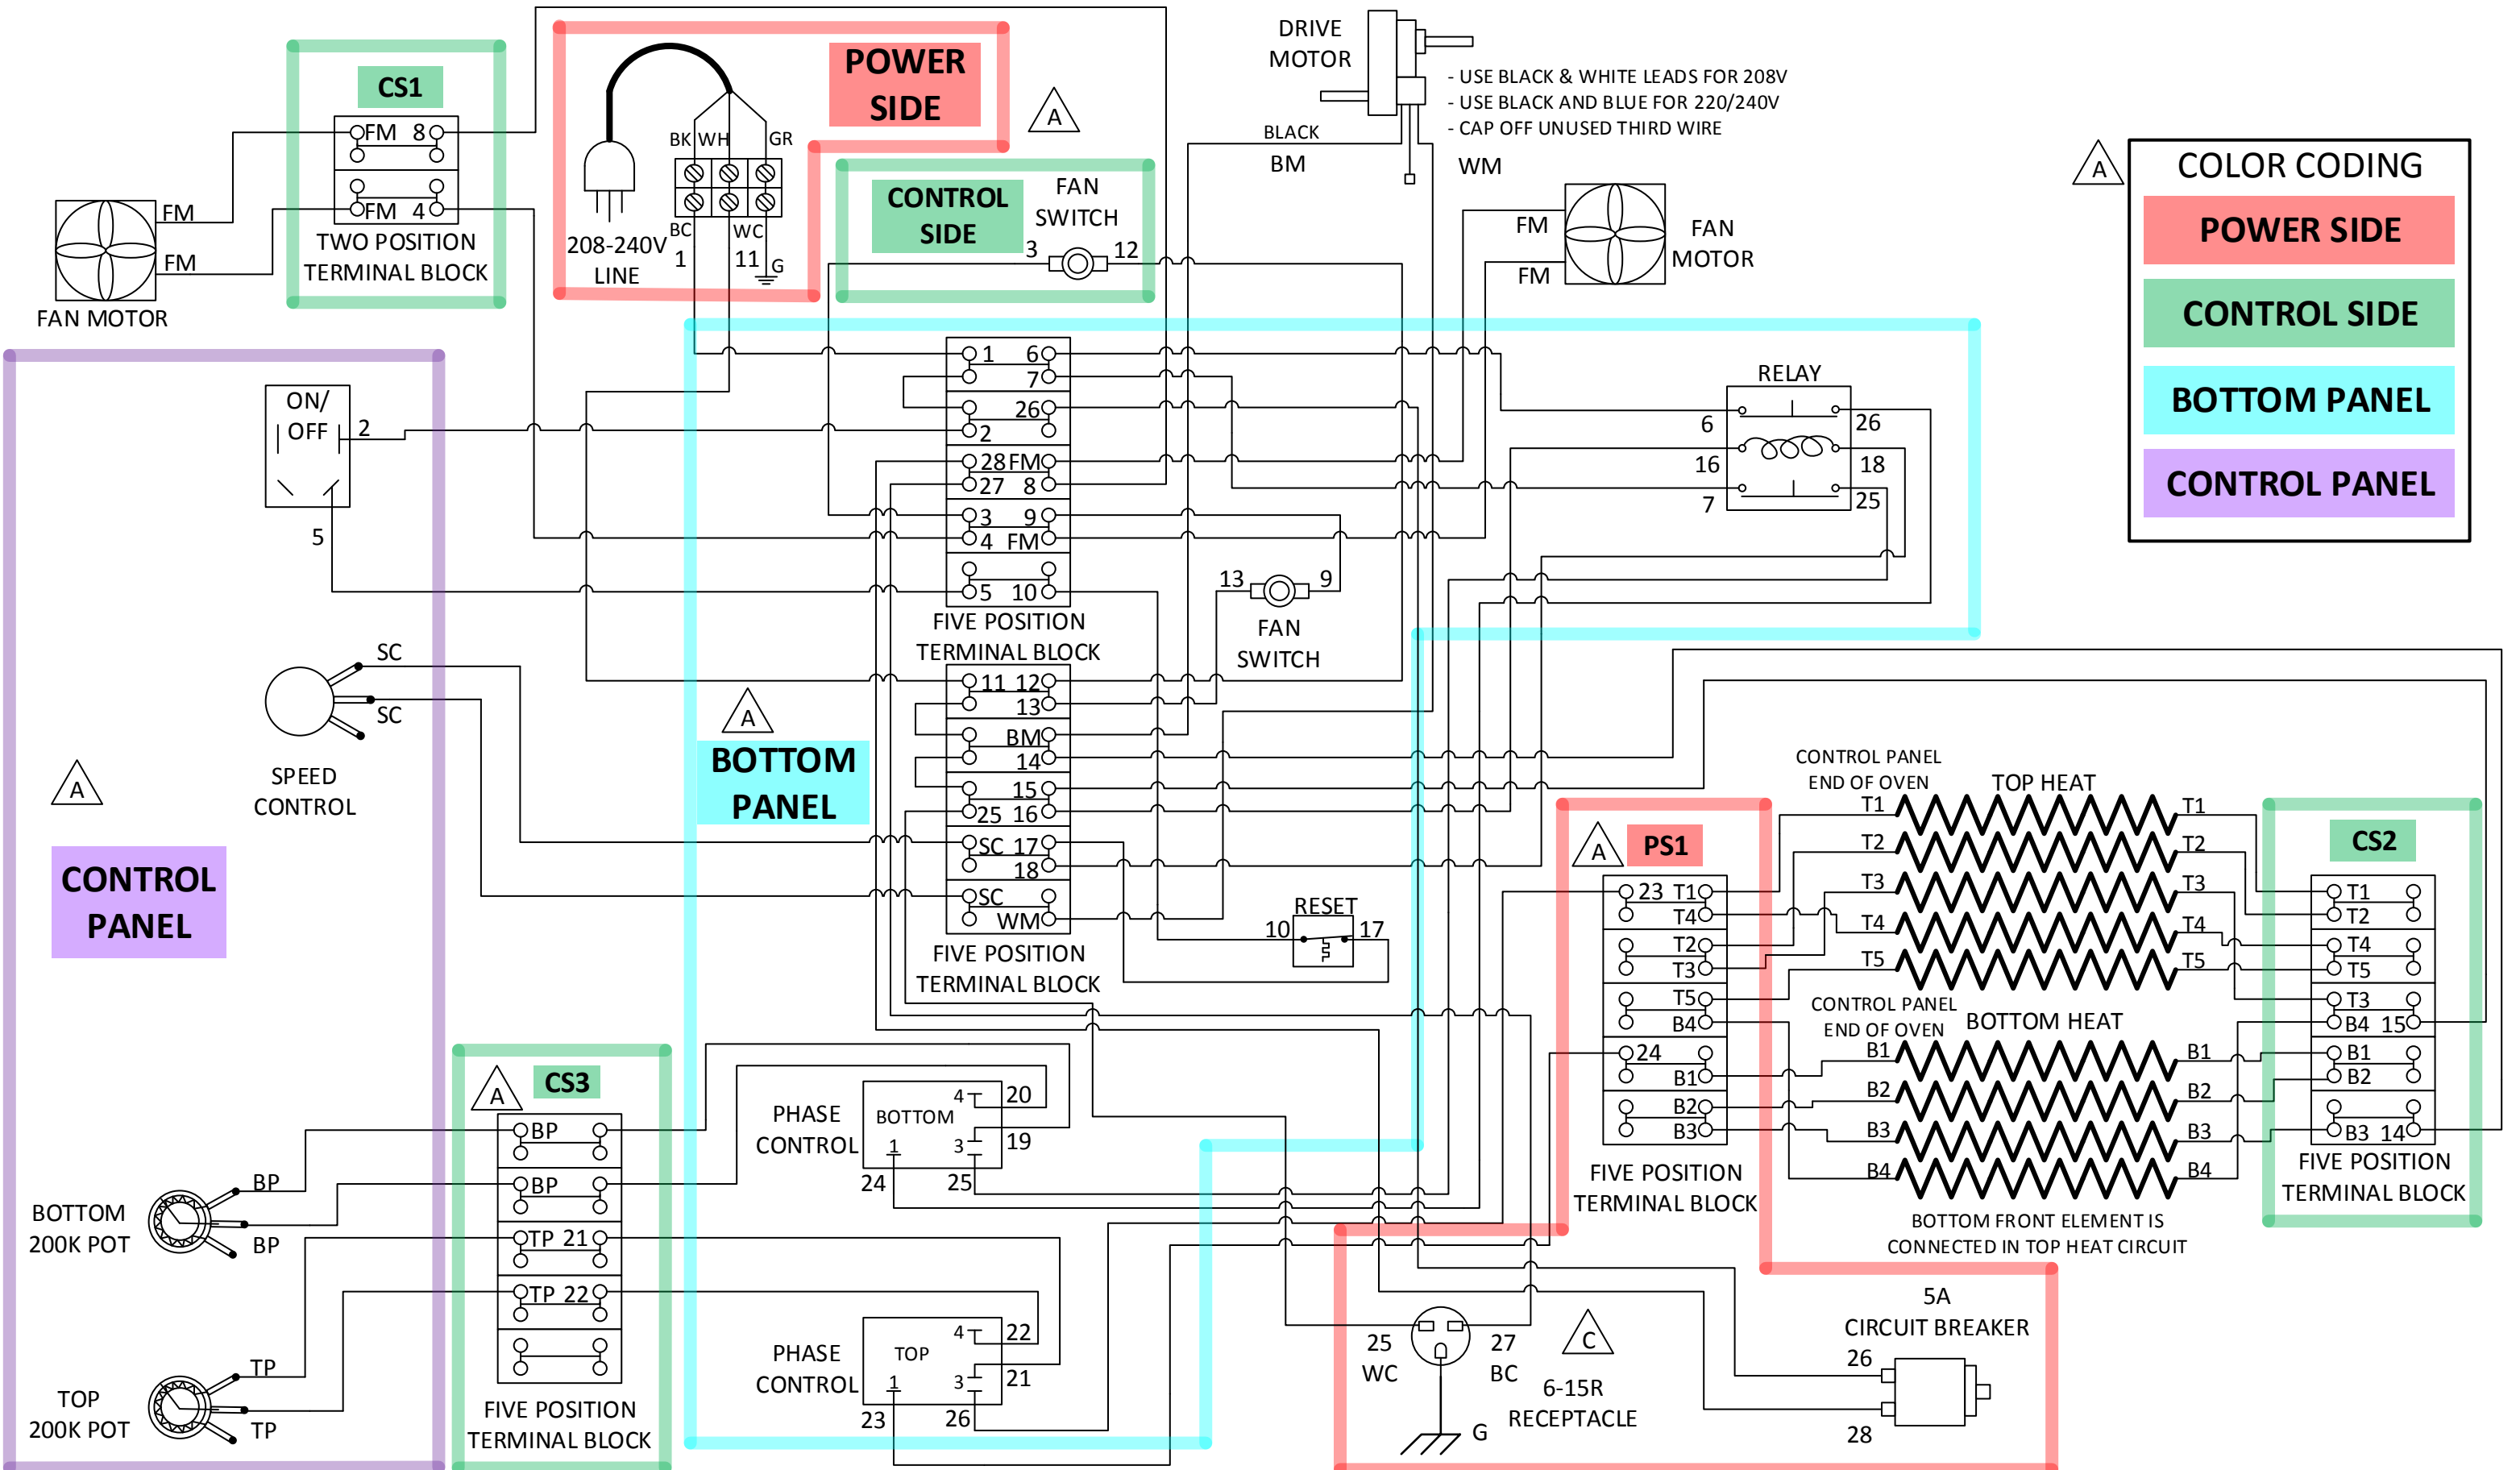 CS1
FM 8
FM 4
TWO POSITION
TERMINAL BLOCK
FM
FM
FAN MOTOR
POWER
SIDE
A
BK WH GR
BC WC
1 11 G
208-240V
LINE
CONTROL
SIDE
FAN
SWITCH
3 12
DRIVE
MOTOR
- USE BLACK & WHITE LEADS FOR 208V
- USE BLACK AND BLUE FOR 220/240V
- CAP OFF UNUSED THIRD WIRE
BLACK
BM
WM
FM
FM
FAN
MOTOR
A
COLOR CODING
POWER SIDE
CONTROL SIDE
BOTTOM PANEL
CONTROL PANEL
ON/
OFF
2
5
1 6
7
26
2
28 FM
27 8
3 9
4 FM
5 10
FIVE POSITION
TERMINAL BLOCK
RELAY
6 26
16 18
7 25
13 9
FAN
SWITCH
SC
SC
SPEED
CONTROL
A
CONTROL
PANEL
A
BOTTOM
PANEL
11 12
13
BM
14
15
25 16
SC 17
18
SC
WM
FIVE POSITION
TERMINAL BLOCK
RESET
10 17
A
PS1
23 T1
T4
T2
T3
T5
B4
24
B1
B2
B3
FIVE POSITION
TERMINAL BLOCK
CONTROL PANEL
END OF OVEN
TOP HEAT
T1 T1
T2 T2
T3 T3
T4 T4
T5 T5
CONTROL PANEL
END OF OVEN
BOTTOM HEAT
B1 B1
B2 B2
B3 B3
B4 B4
BOTTOM FRONT ELEMENT IS
CONNECTED IN TOP HEAT CIRCUIT
CS2
T1
T2
T4
T5
T3
B4 15
B1
B2
B3 14
FIVE POSITION
TERMINAL BLOCK
A
CS3
BP
BP
TP 21
TP 22
FIVE POSITION
TERMINAL BLOCK
BOTTOM
200K POT
BP
BP
TOP
200K POT
TP
TP
PHASE
CONTROL
BOTTOM
4 20
1 3 19
24 25
PHASE
CONTROL
TOP
4 22
1 3 21
23 26
25
WC
27
BC
G
C
6-15R
RECEPTACLE
5A
CIRCUIT BREAKER
26
28